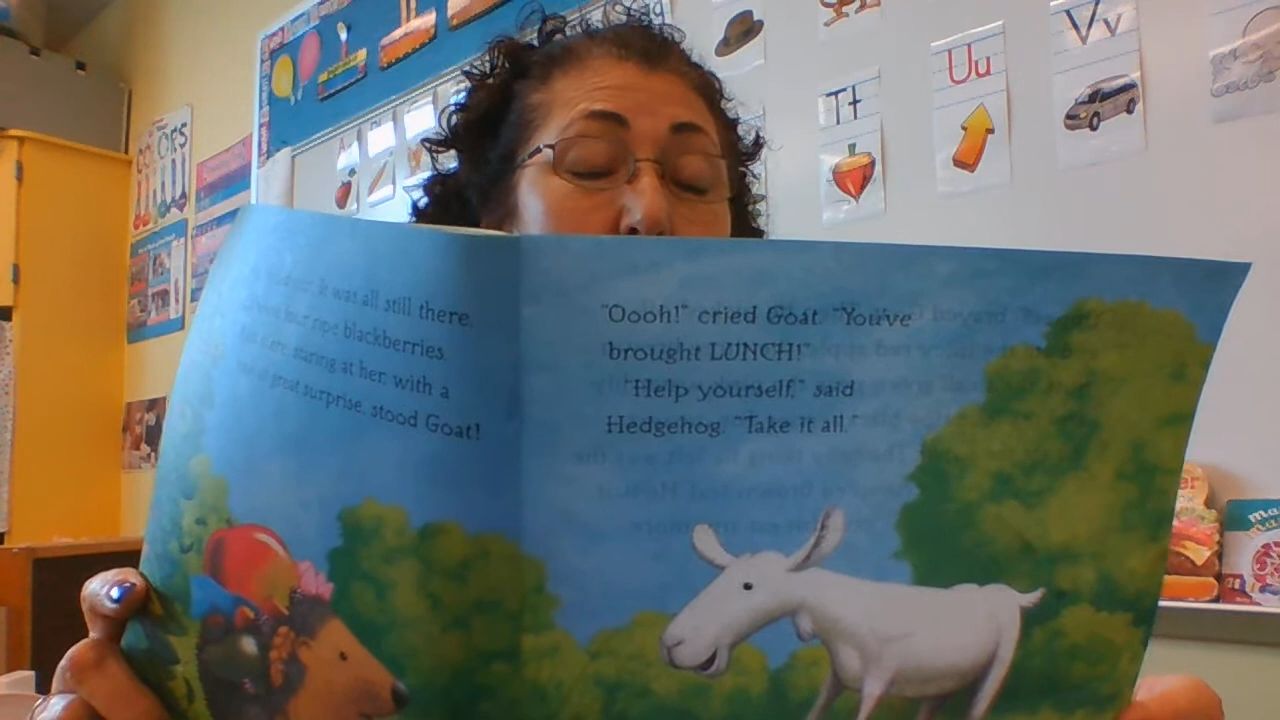 it was all still there.
four ripe blackberries.
staring at her, with a
great surprise, stood Goat!
"Oooh!" cried Goat. "You've
brought LUNCH!"
"Help yourself," said
Hedgehog. "Take it all."
Tt
Uu
Vv